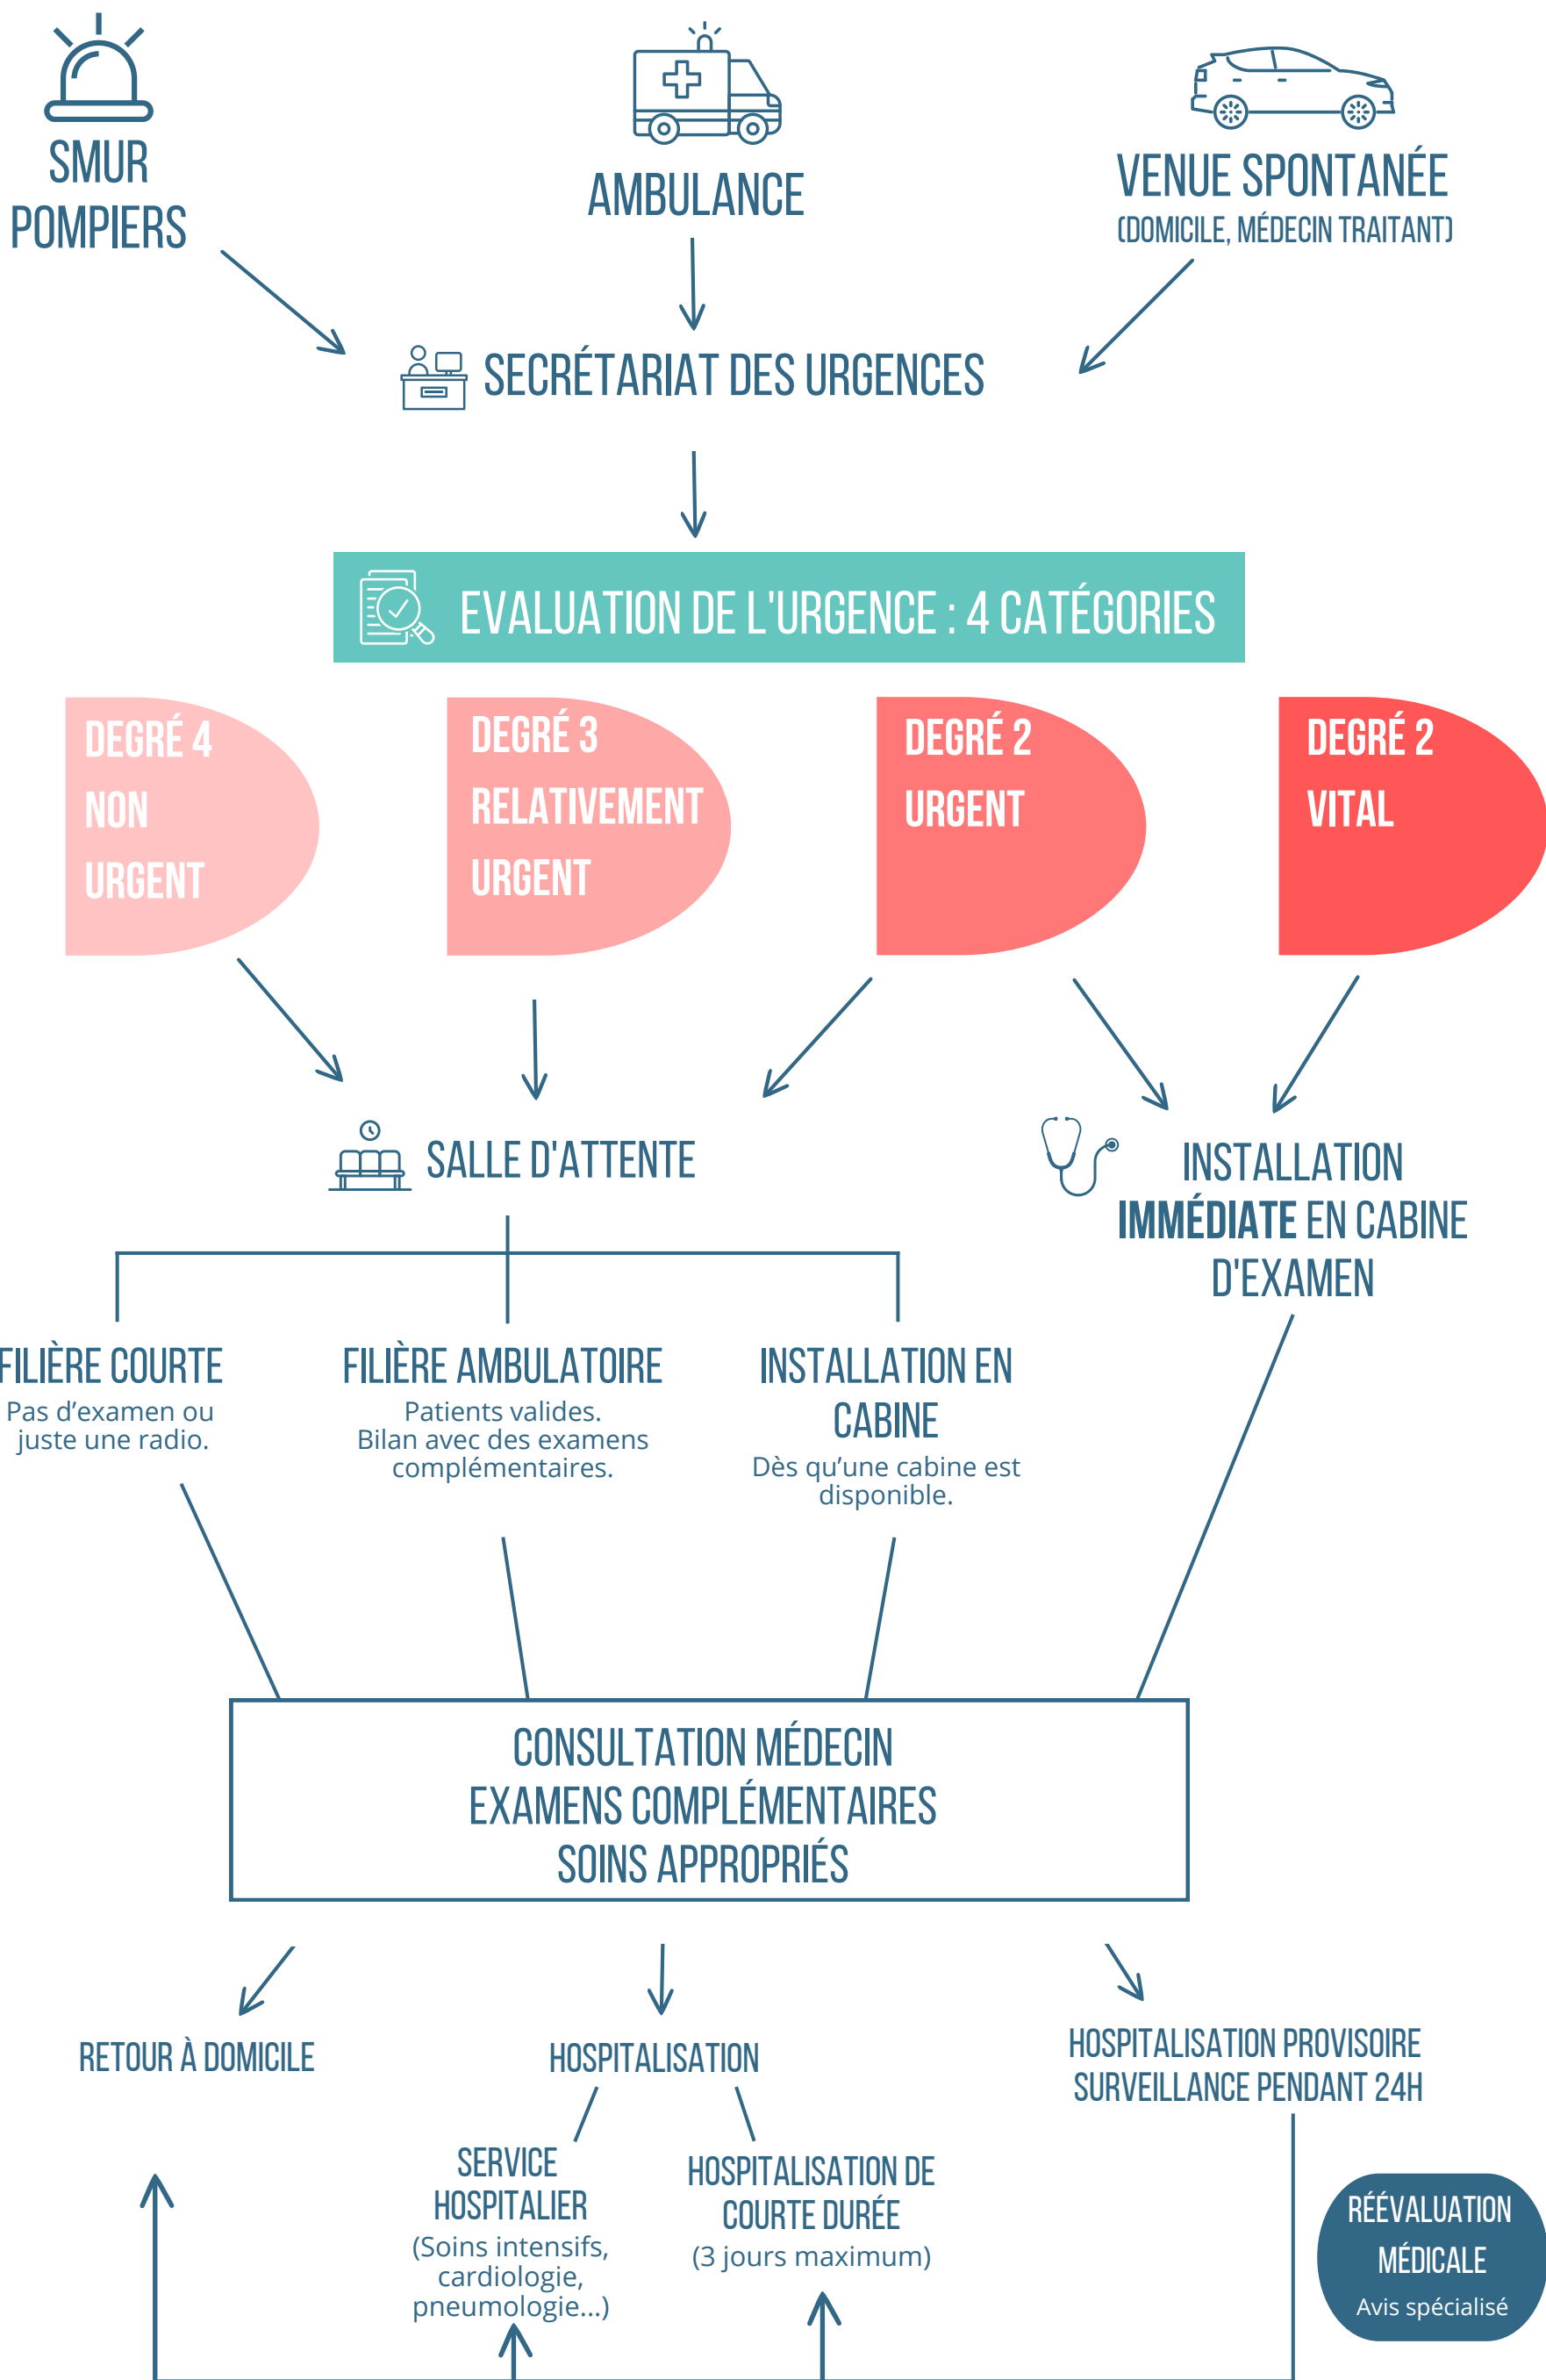 SMUR
POMPIERS
AMBULANCE
VENUE SPONTANÉE
(DOMICILE, MÉDECIN TRAITANT)
SECRÉTARIAT DES URGENCES
EVALUATION DE L'URGENCE : 4 CATÉGORIES
DEGRÉ 4
NON
URGENT
DEGRÉ 3
RELATIVEMENT
URGENT
DEGRÉ 2
URGENT
DEGRÉ 2
VITAL
SALLE D'ATTENTE
INSTALLATION
IMMÉDIATE EN CABINE
D'EXAMEN
FILIÈRE COURTE
Pas d’examen ou
juste une radio.
FILIÈRE AMBULATOIRE
Patients valides.
Bilan avec des examens
complémentaires.
INSTALLATION EN
CABINE
Dès qu’une cabine est
disponible.
CONSULTATION MÉDECIN
EXAMENS COMPLÉMENTAIRES
SOINS APPROPRIÉS
RETOUR À DOMICILE
HOSPITALISATION
HOSPITALISATION PROVISOIRE
SURVEILLANCE PENDANT 24H
SERVICE
HOSPITALIER
(Soins intensifs,
cardiologie,
pneumologie...)
HOSPITALISATION DE
COURTE DURÉE
(3 jours maximum)
RÉÉVALUATION
MÉDICALE
Avis spécialisé